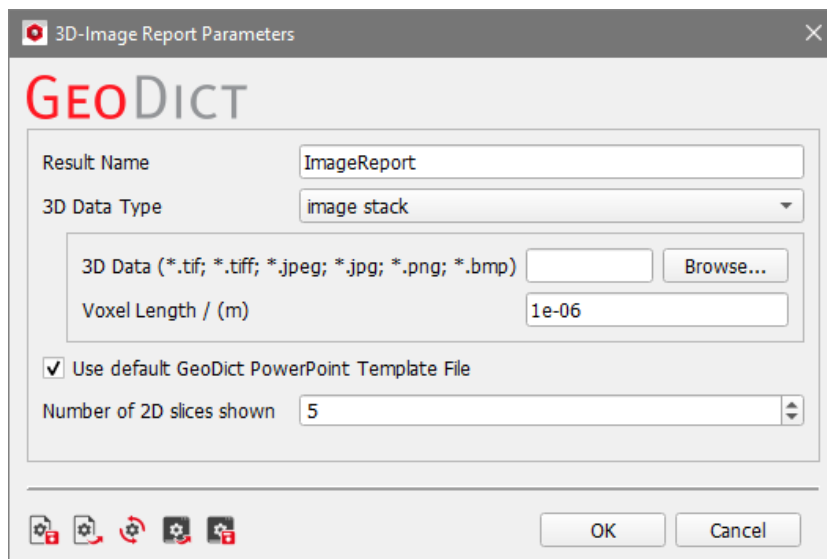 3D-Image Report Parameters
GEODICT
Result Name ImageReport
3D Data Type image stack
3D Data (*.tif; *.tiff; *.jpeg; *.jpg; *.png; *.bmp) Browse...
Voxel Length / (m) 1e-06
Use default GeoDict PowerPoint Template File
Number of 2D slices shown 5
OK Cancel